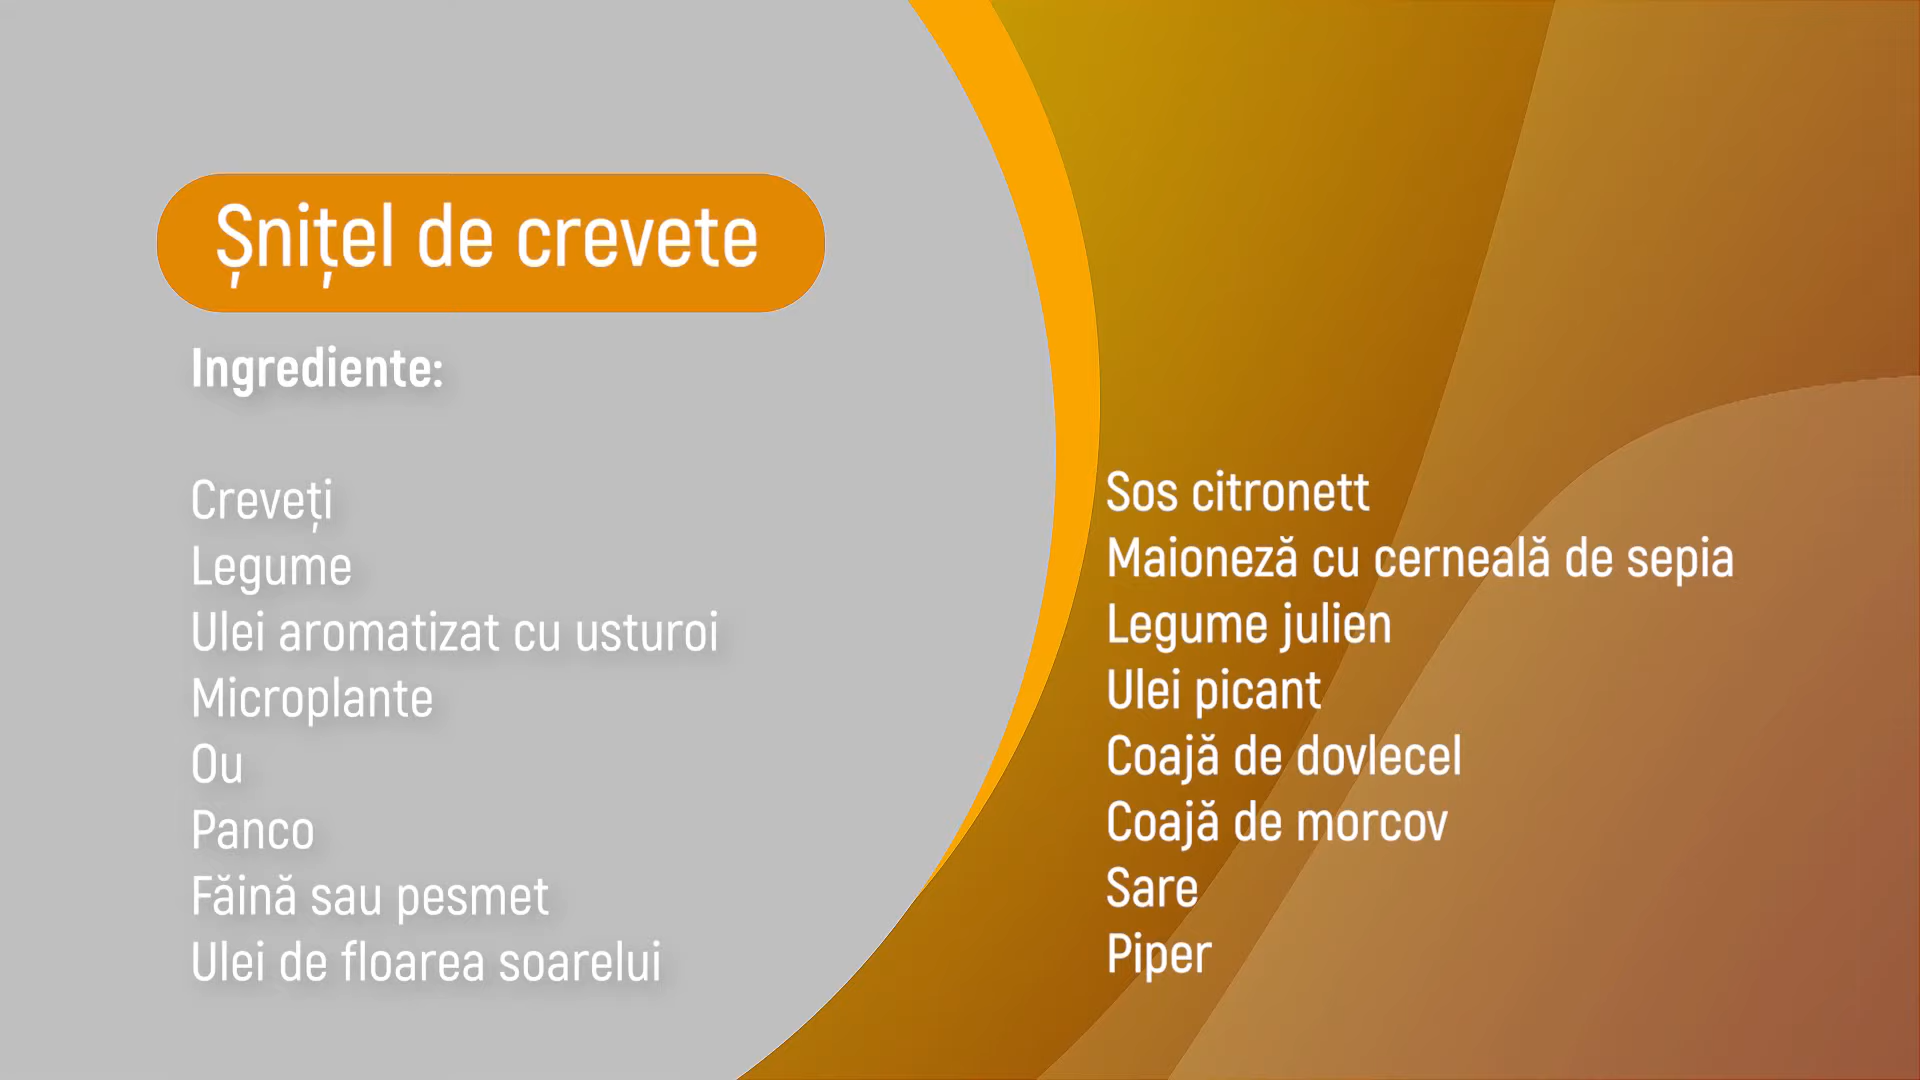 Șnițel de crevete
Ingrediente:
Creveți
Legume
Ulei aromatizat cu usturoi
Microplante
Ou
Panco
Făină sau pesmet
Ulei de floarea soarelui
Sos citronett
Maioneză cu cerneală de sepia
Legume julien
Ulei picant
Coajă de dovlecel
Coajă de morcov
Sare
Piper